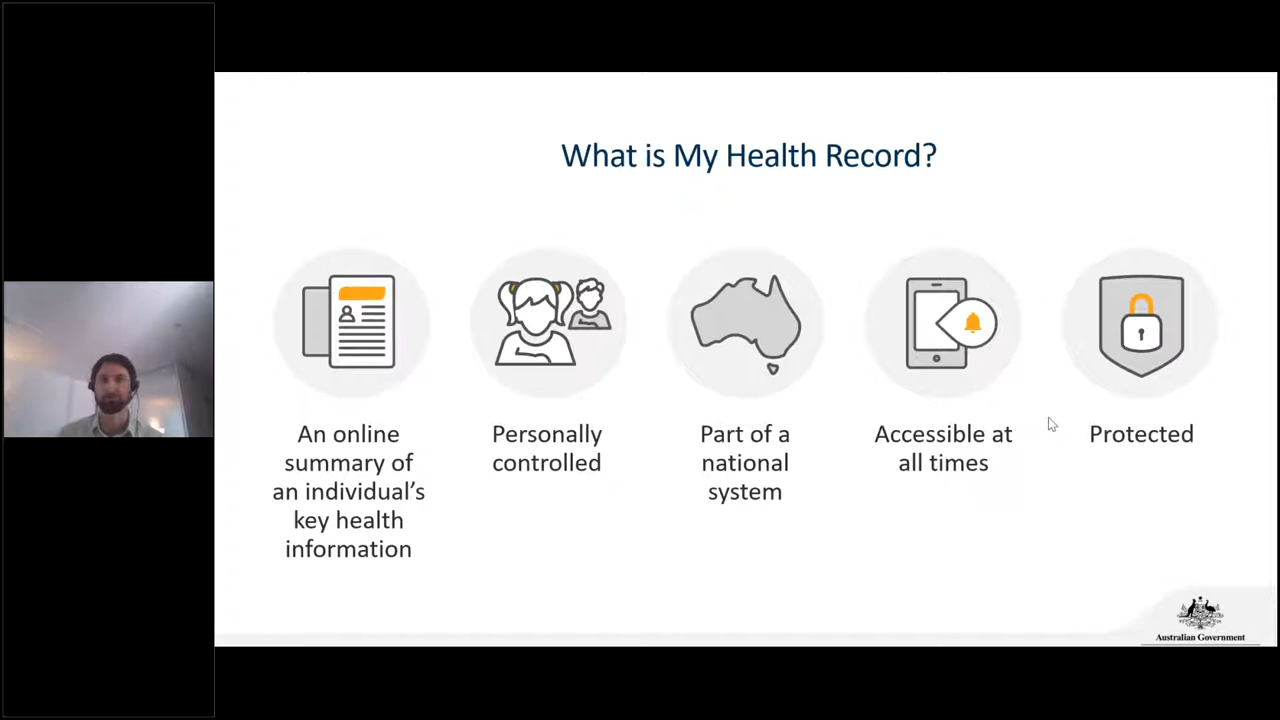 What is My Health Record?
An online
summary of
an individual's
key health
information
Personally
controlled
Part of a
national
system
Accessible at
all times
Protected
Australian Government